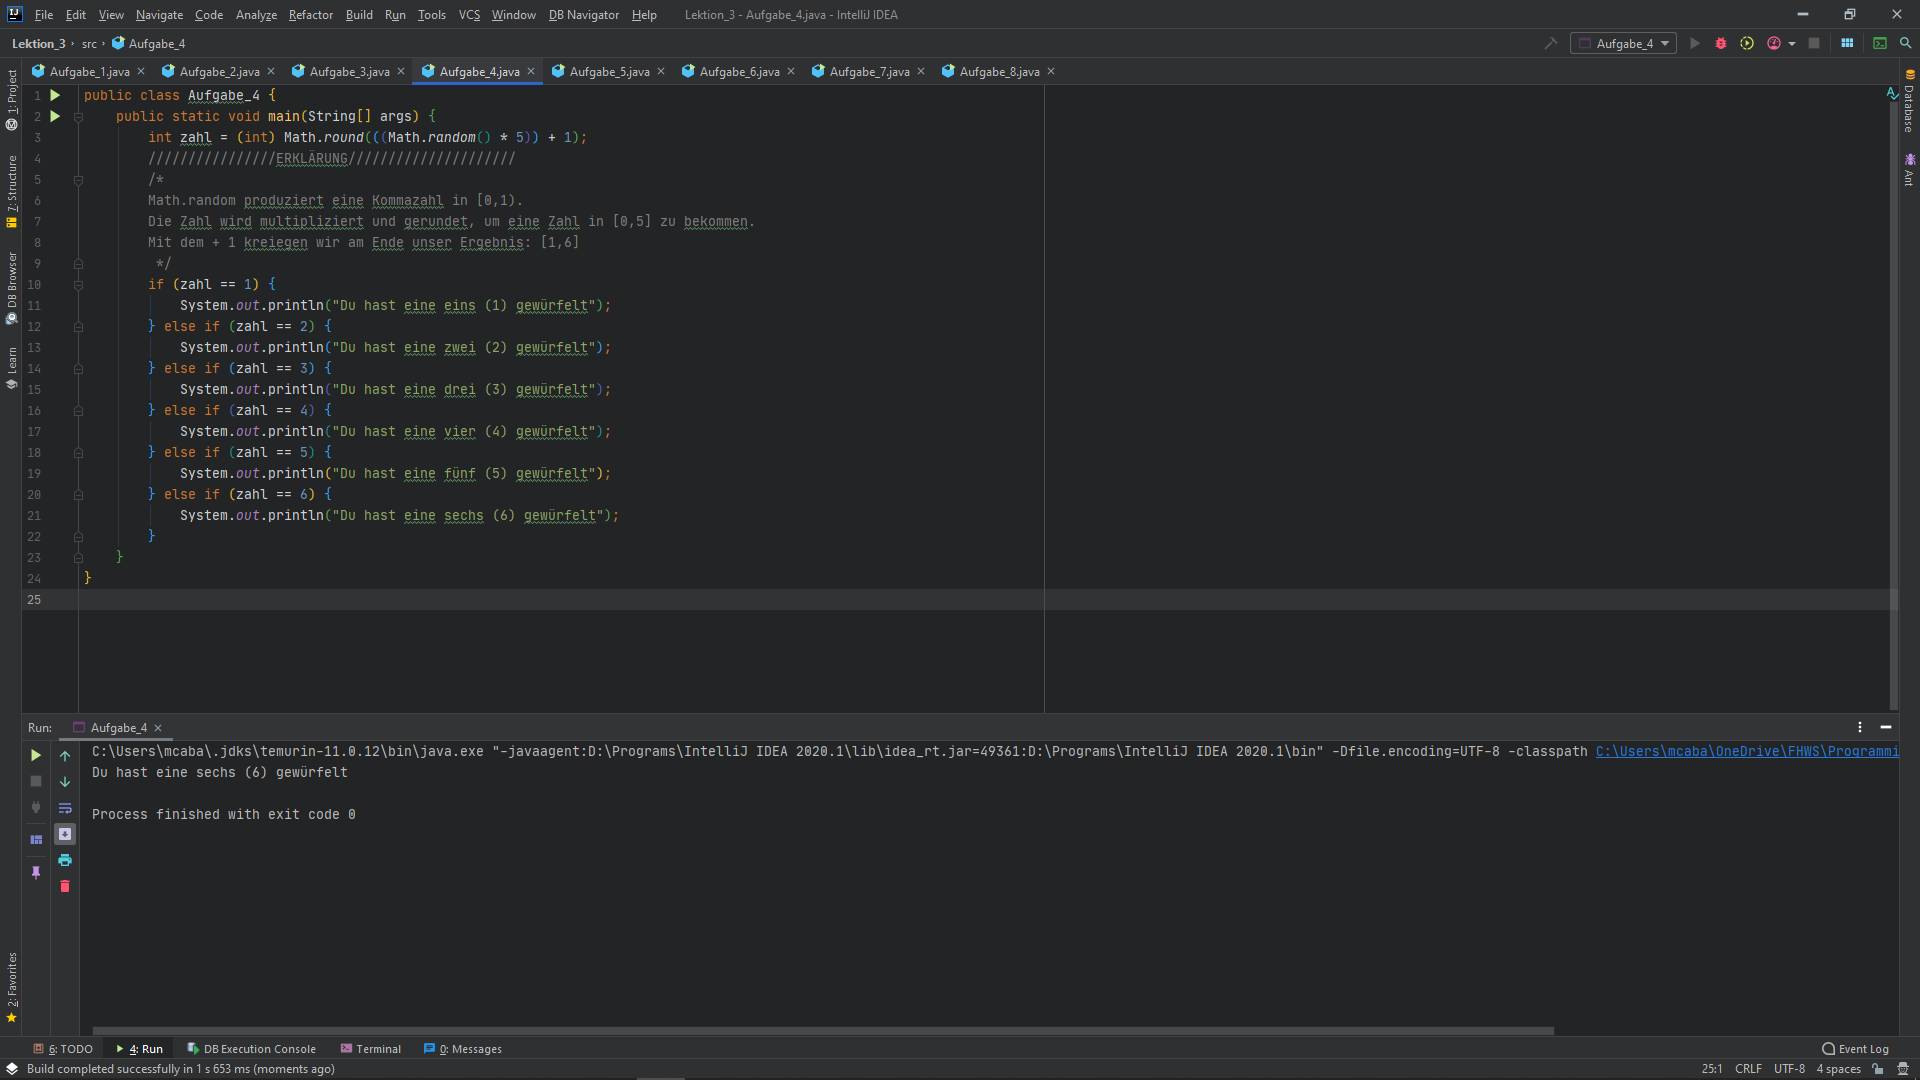 File Edit View Navigate Code Analyze Refactor Build Run Tools VCS Window DB Navigator Help Lektion_3 - Aufgabe_4.java - IntelliJ IDEA
Lektion_3 › src › Aufgabe_4
Aufgabe_4
Aufgabe_1.java Aufgabe_2.java Aufgabe_3.java Aufgabe_4.java Aufgabe_5.java Aufgabe_6.java Aufgabe_7.java Aufgabe_8.java
1: Project
7: Structure
DB Browser
Learn
2: Favorites
Database
Ant
1 public class Aufgabe_4 {
2 public static void main(String[] args) {
3 int zahl = (int) Math.round(((Math.random() * 5)) + 1);
4 ////////////////ERKLÄRUNG/////////////////////
5 /*
6 Math.random produziert eine Kommazahl in [0,1).
7 Die Zahl wird multipliziert und gerundet, um eine Zahl in [0,5] zu bekommen.
8 Mit dem + 1 kreiegen wir am Ende unser Ergebnis: [1,6]
9 */
10 if (zahl == 1) {
11 System.out.println("Du hast eine eins (1) gewürfelt");
12 } else if (zahl == 2) {
13 System.out.println("Du hast eine zwei (2) gewürfelt");
14 } else if (zahl == 3) {
15 System.out.println("Du hast eine drei (3) gewürfelt");
16 } else if (zahl == 4) {
17 System.out.println("Du hast eine vier (4) gewürfelt");
18 } else if (zahl == 5) {
19 System.out.println("Du hast eine fünf (5) gewürfelt");
20 } else if (zahl == 6) {
21 System.out.println("Du hast eine sechs (6) gewürfelt");
22 }
23 }
24 }
25
Run: Aufgabe_4
C:\Users\mcaba\.jdks\temurin-11.0.12\bin\java.exe "-javaagent:D:\Programs\IntelliJ IDEA 2020.1\lib\idea_rt.jar=49361:D:\Programs\IntelliJ IDEA 2020.1\bin" -Dfile.encoding=UTF-8 -classpath C:\Users\mcaba\OneDrive\FHWS\Programmi
Du hast eine sechs (6) gewürfelt
Process finished with exit code 0
6: TODO 4: Run DB Execution Console Terminal 0: Messages Event Log
Build completed successfully in 1 s 653 ms (moments ago) 25:1 CRLF UTF-8 4 spaces